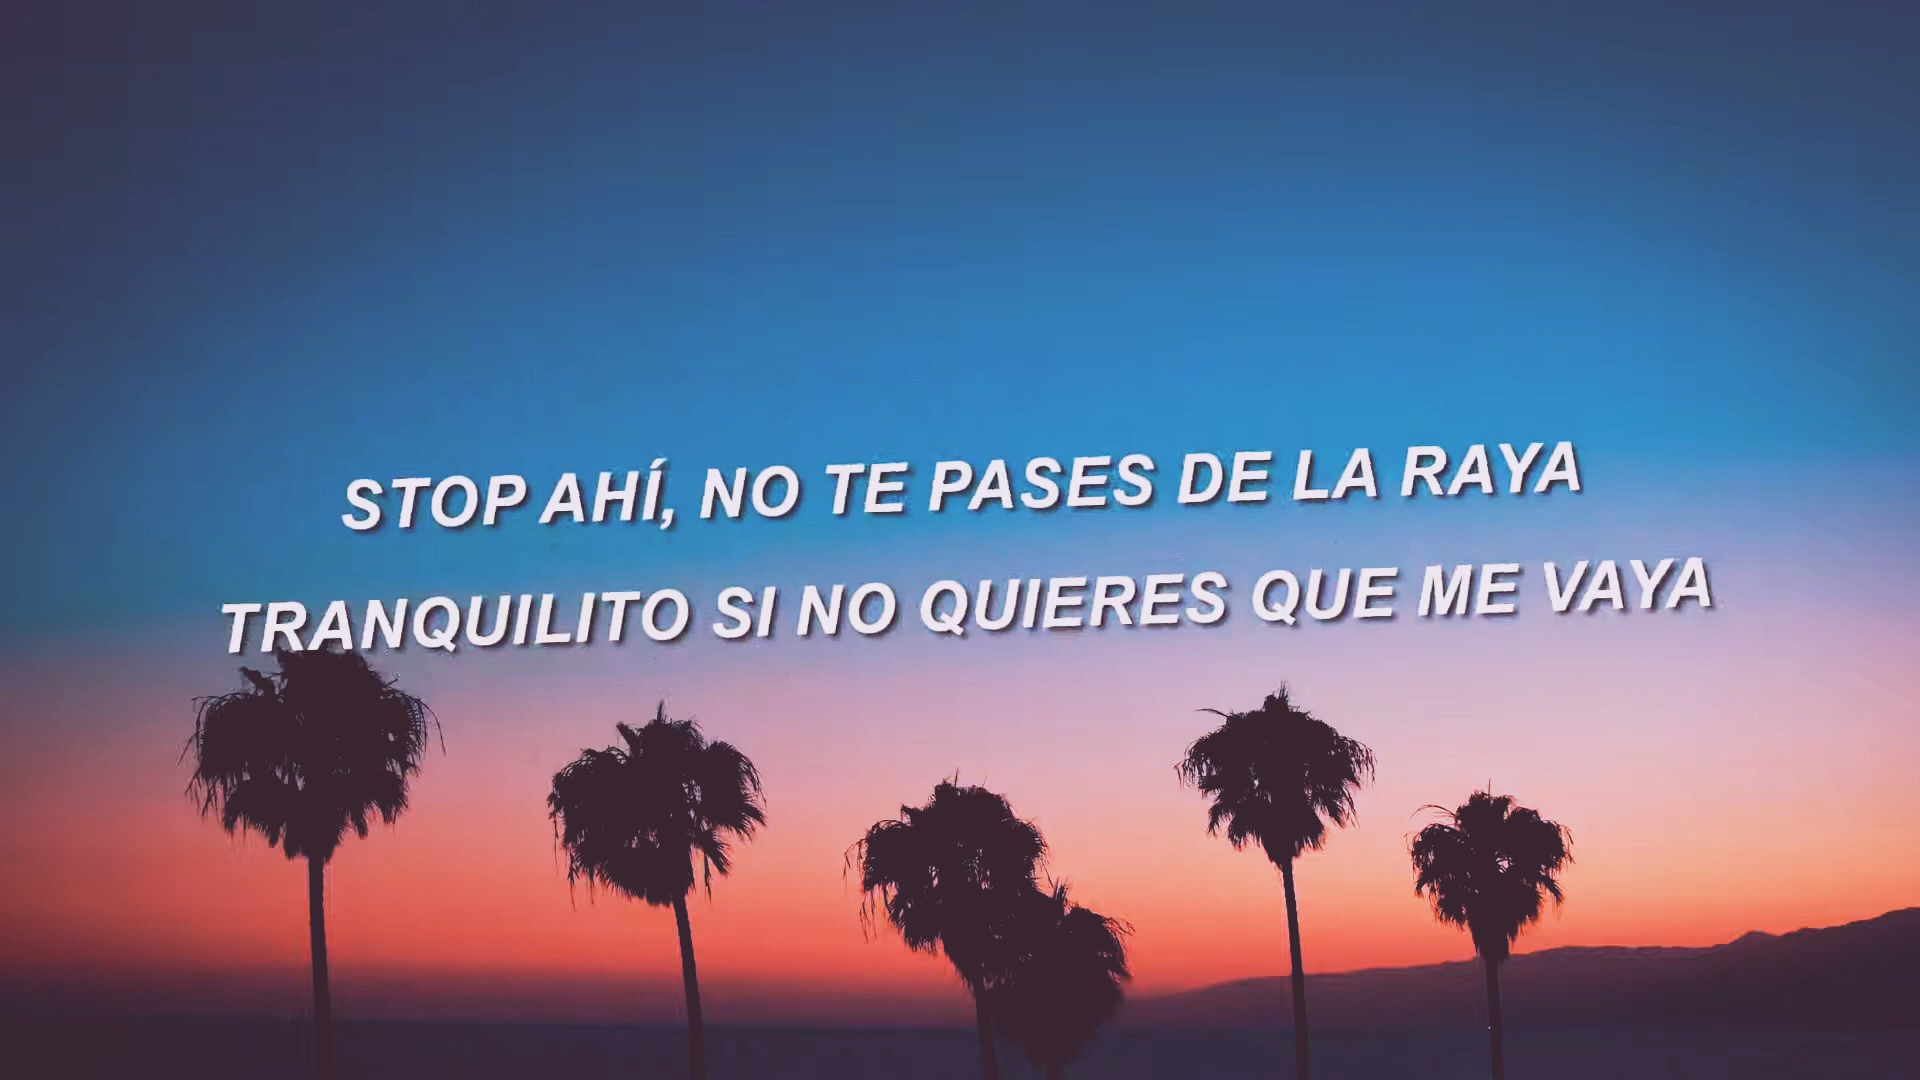 STOP AHÍ, NO TE PASES DE LA RAYA
TRANQUILITO SI NO QUIERES QUE ME VAYA